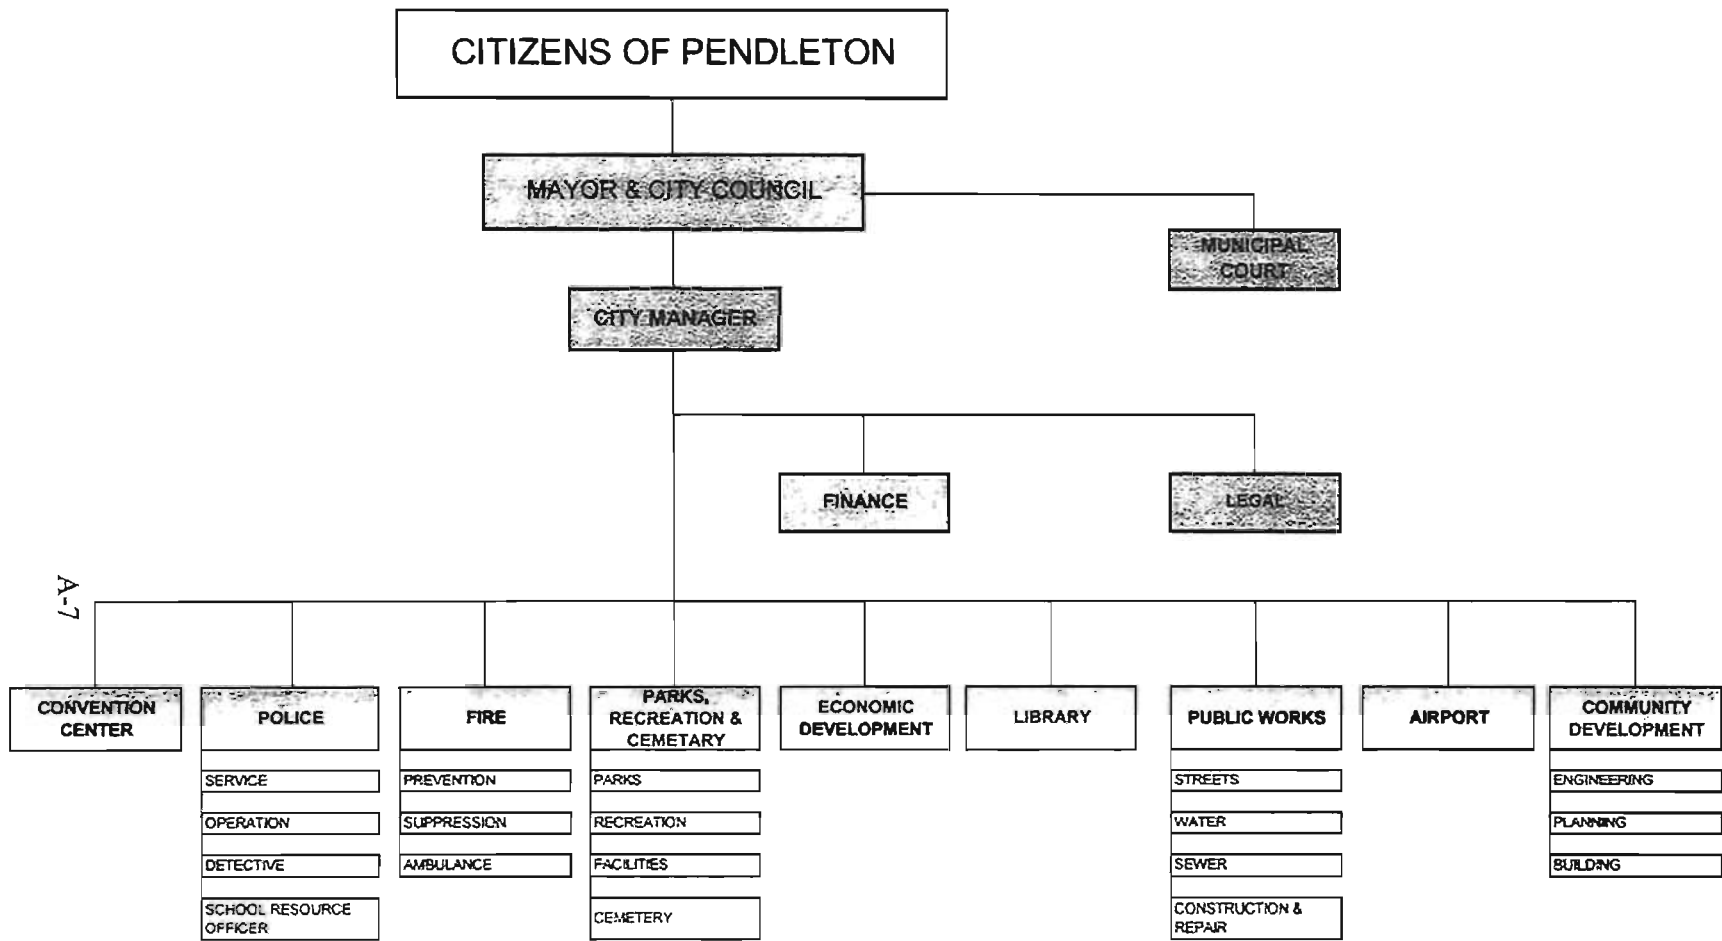 CITIZENS OF PENDLETON
MAYOR & CITY COUNCIL
MUNICIPAL
COURT
CITY MANAGER
FINANCE
LEGAL
A-7
CONVENTION
CENTER
POLICE
SERVICE
OPERATION
DETECTIVE
SCHOOL RESOURCE
OFFICER
FIRE
PREVENTION
SUPPRESSION
AMBULANCE
PARKS,
RECREATION &
CEMETARY
PARKS
RECREATION
FACILITIES
CEMETERY
ECONOMIC
DEVELOPMENT
LIBRARY
PUBLIC WORKS
STREETS
WATER
SEWER
CONSTRUCTION &
REPAIR
AIRPORT
COMMUNITY
DEVELOPMENT
ENGINEERING
PLANNING
BUILDING